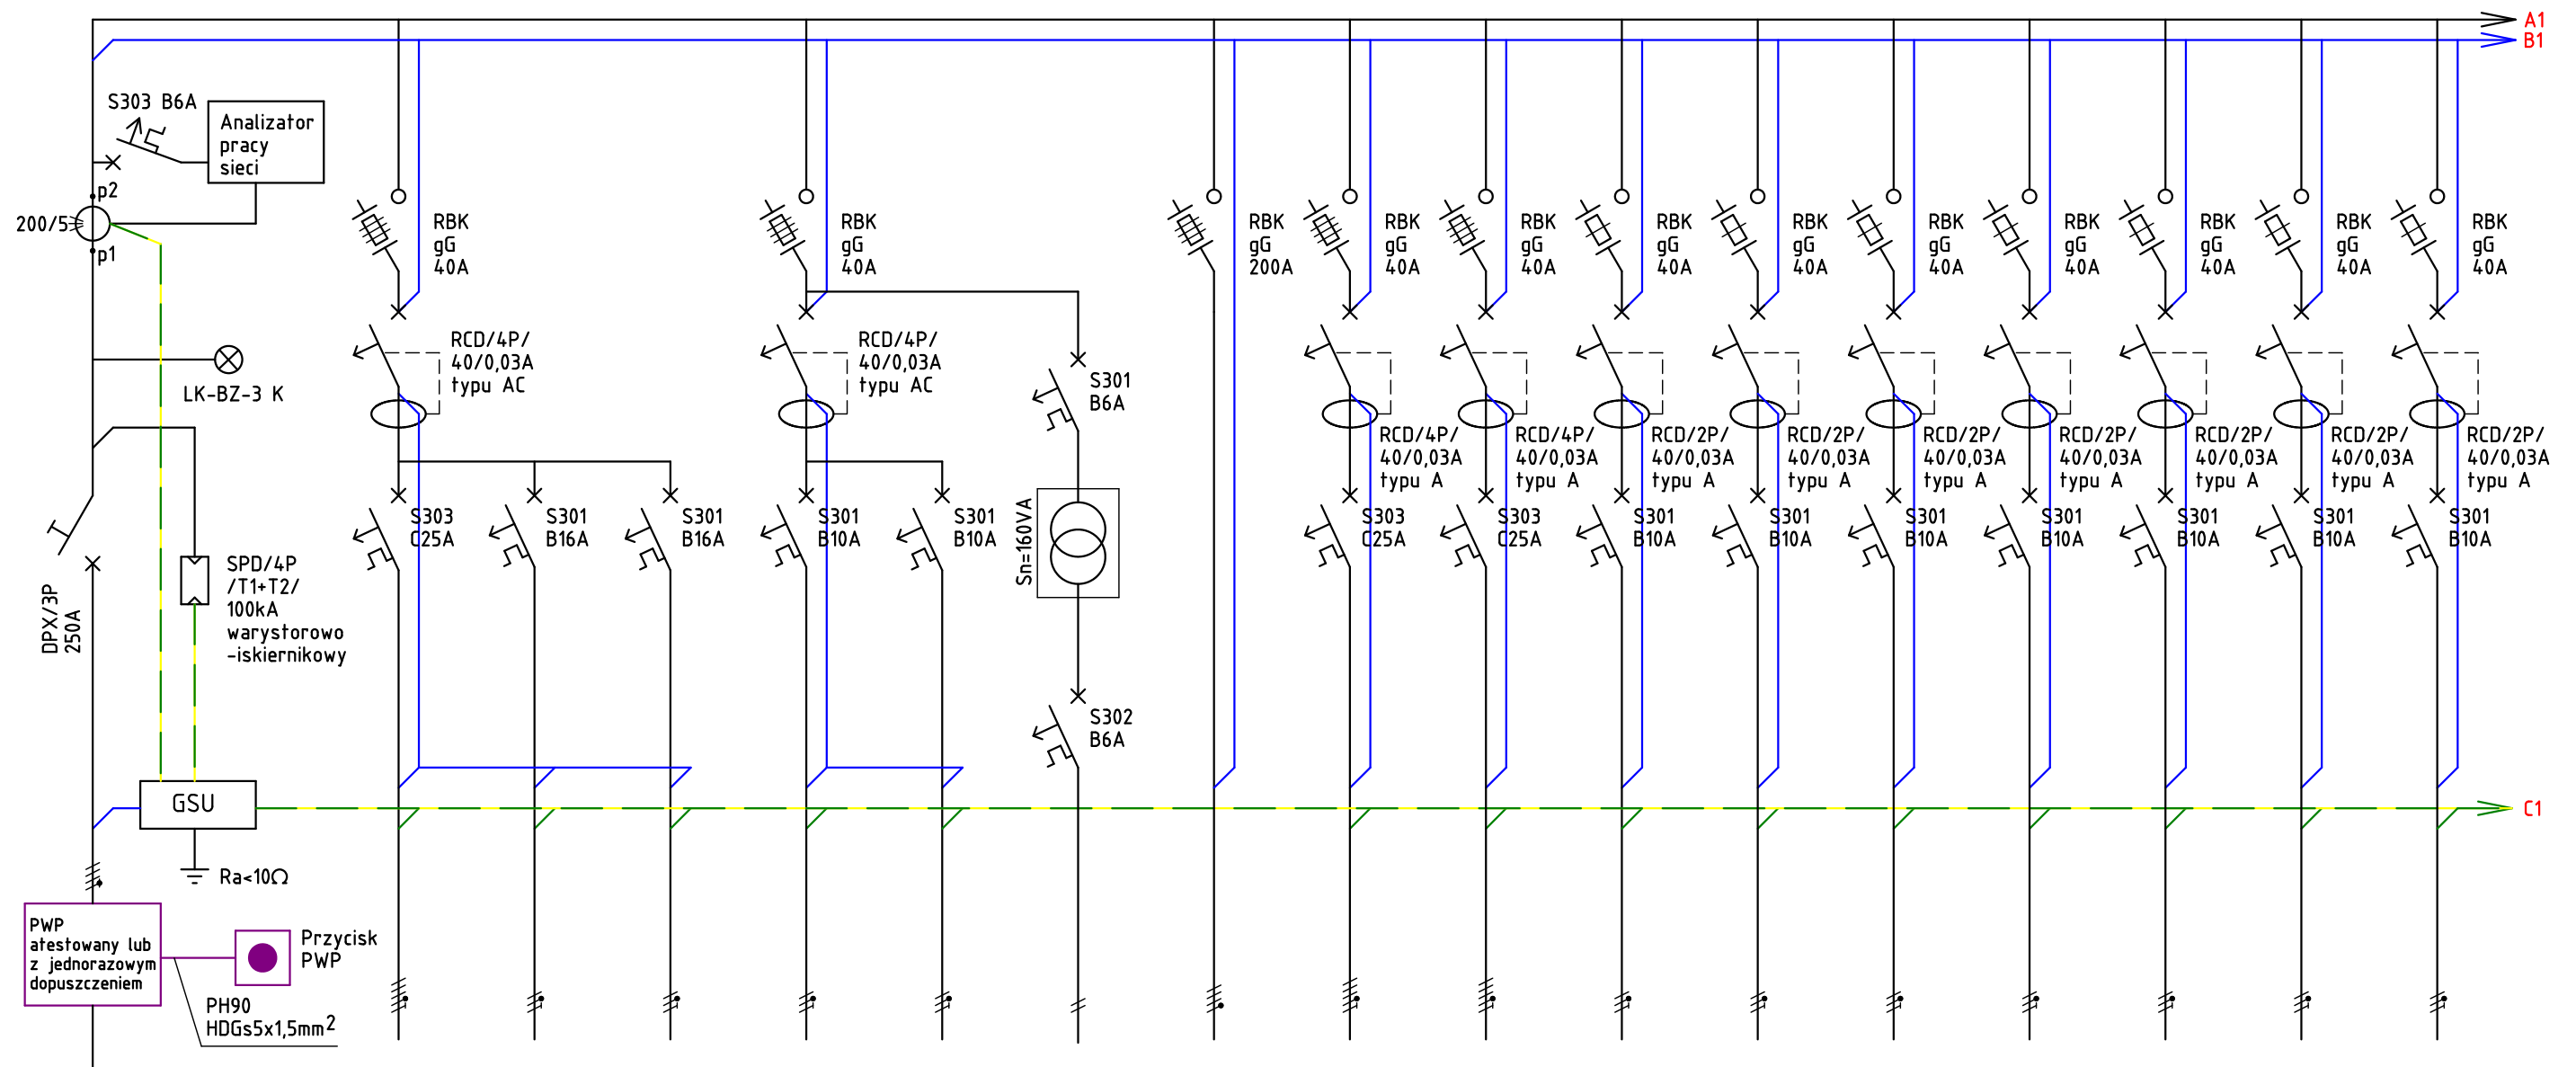 A1
B1
S303 B6A
Analizator
pracy
sieci
p2
200/5
p1
LK-BZ-3 K
SPD/4P
/T1+T2/
100kA
warystorowo
-iskiernikowy
DPX/3P
250A
GSU
Ra<10Ω
PWP
atestowany lub
z jednorazowym
dopuszczeniem
Przycisk
PWP
PH90
HDGs5x1,5mm2
RBK
gG
40A
RCD/4P/
40/0,03A
typu AC
S303
C25A
S301
B16A
S301
B16A
RBK
gG
40A
RCD/4P/
40/0,03A
typu AC
S301
B10A
S301
B10A
S301
B6A
Sn=160VA
S302
B6A
RBK
gG
200A
RBK
gG
40A
RCD/4P/
40/0,03A
typu A
S303
C25A
RBK
gG
40A
RCD/4P/
40/0,03A
typu A
S303
C25A
RBK
gG
40A
RCD/2P/
40/0,03A
typu A
S301
B10A
RBK
gG
40A
RCD/2P/
40/0,03A
typu A
S301
B10A
RBK
gG
40A
RCD/2P/
40/0,03A
typu A
S301
B10A
RBK
gG
40A
RCD/2P/
40/0,03A
typu A
S301
B10A
RBK
gG
40A
RCD/2P/
40/0,03A
typu A
S301
B10A
RBK
gG
40A
RCD/2P/
40/0,03A
typu A
S301
B10A
RBK
gG
40A
RCD/2P/
40/0,03A
typu A
S301
B10A
C1